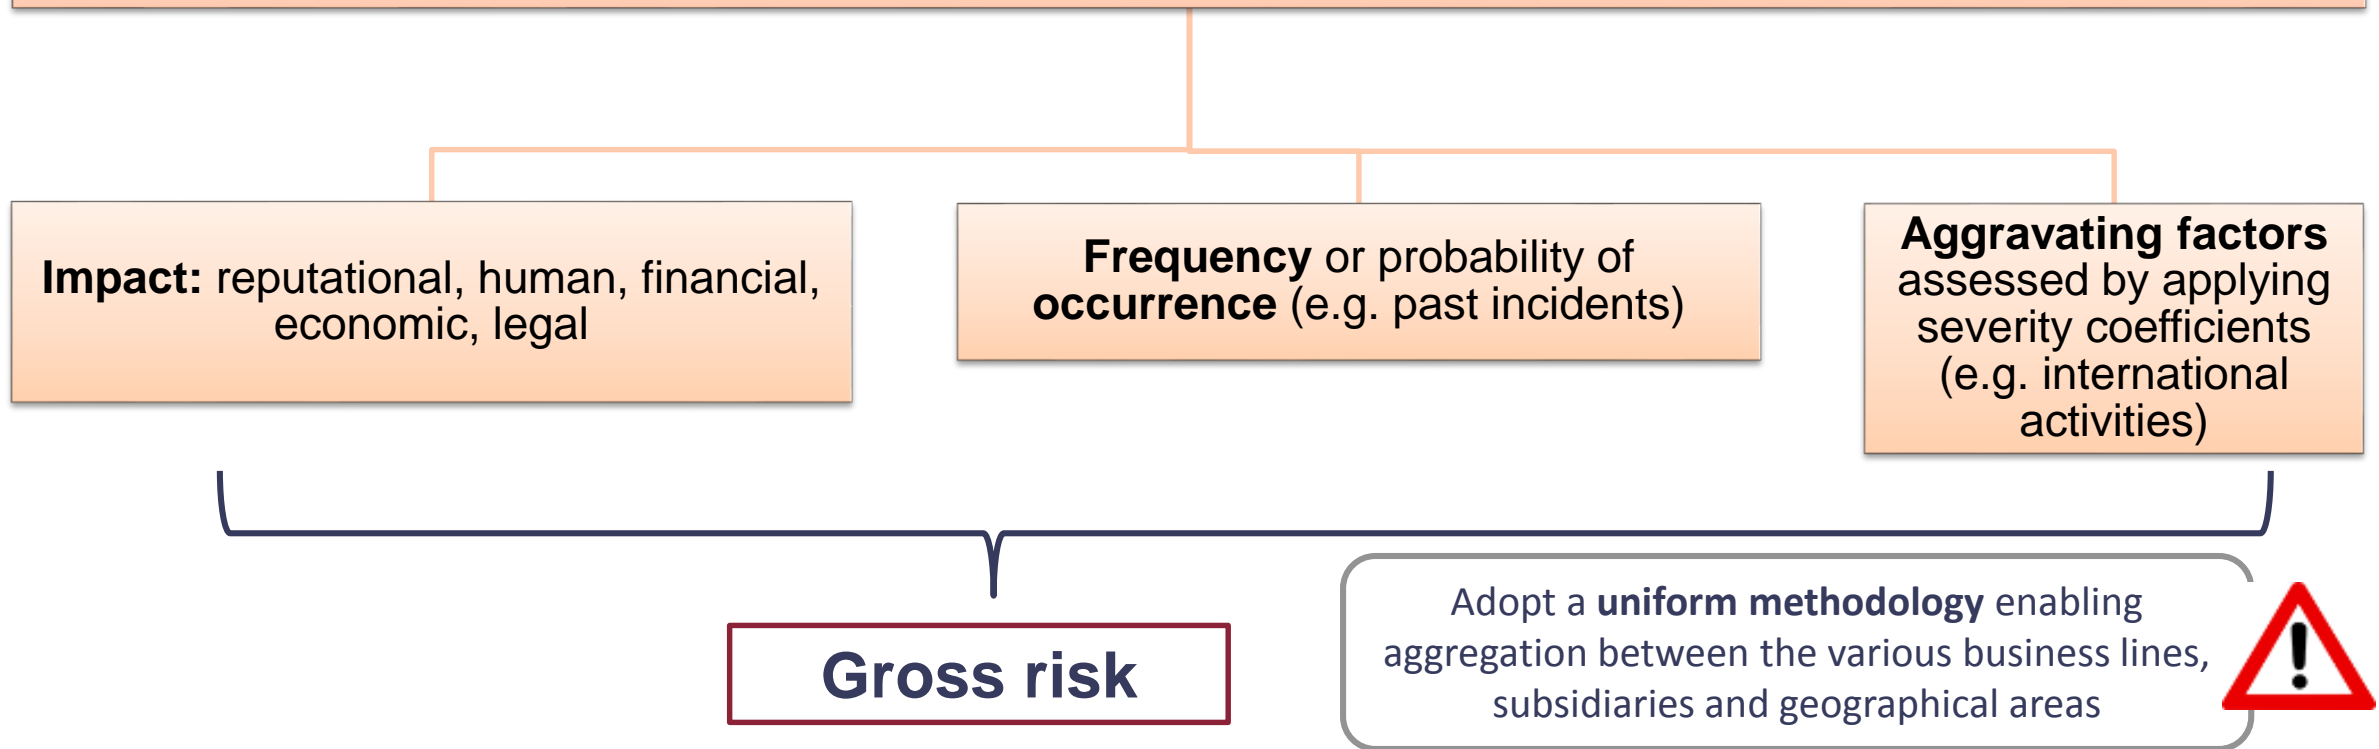 Impact: reputational, human, financial,
economic, legal
Frequency or probability of
occurrence (e.g. past incidents)
Aggravating factors
assessed by applying
severity coefficients
(e.g. international
activities)
Gross risk
Adopt a uniform methodology enabling
aggregation between the various business lines,
subsidiaries and geographical areas